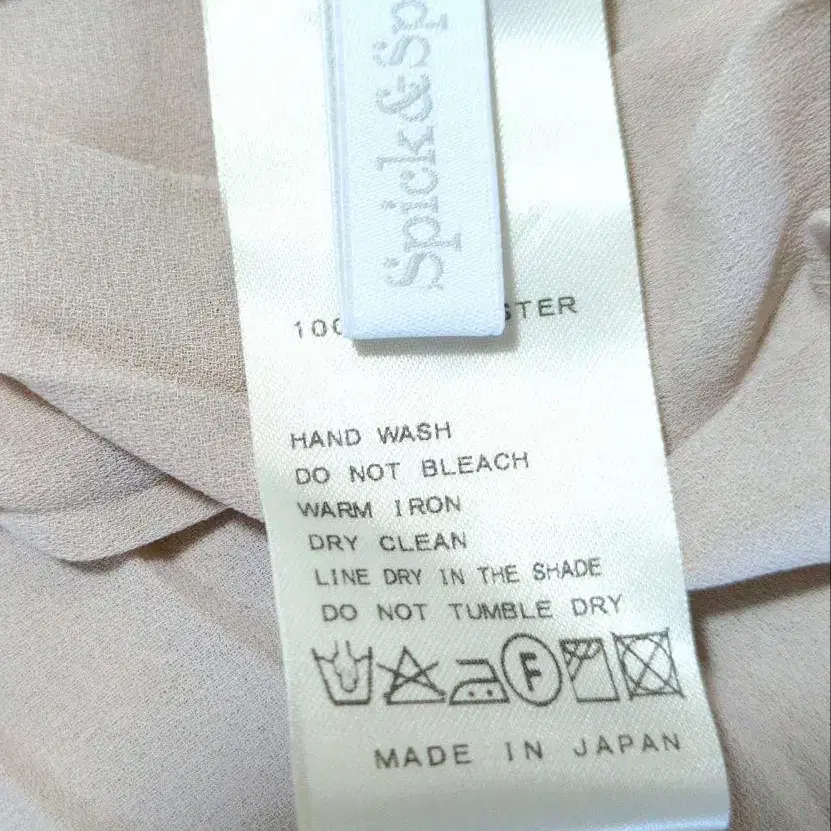 Spick&Sp
100
STER
HAND WASH
DO NOT BLEACH
WARM IRON
DRY CLEAN
LINE DRY IN THE SHADE
DO NOT TUMBLE DRY
F
MADE IN JAPAN